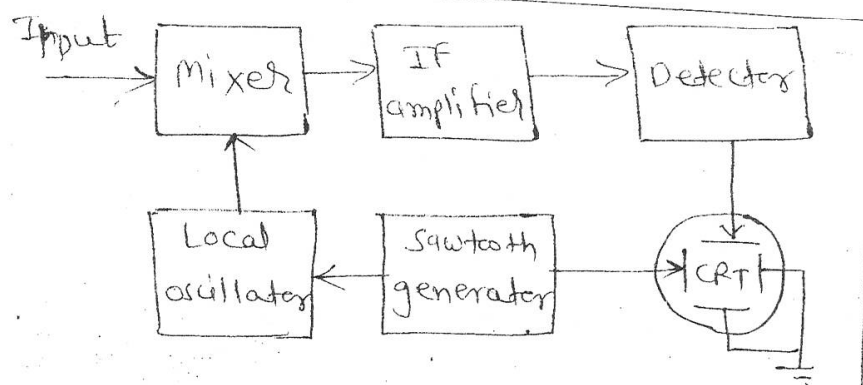 Input
Mixer
IF
amplifier
Detector
Local
oscillator
Sawtooth
generator
CRT